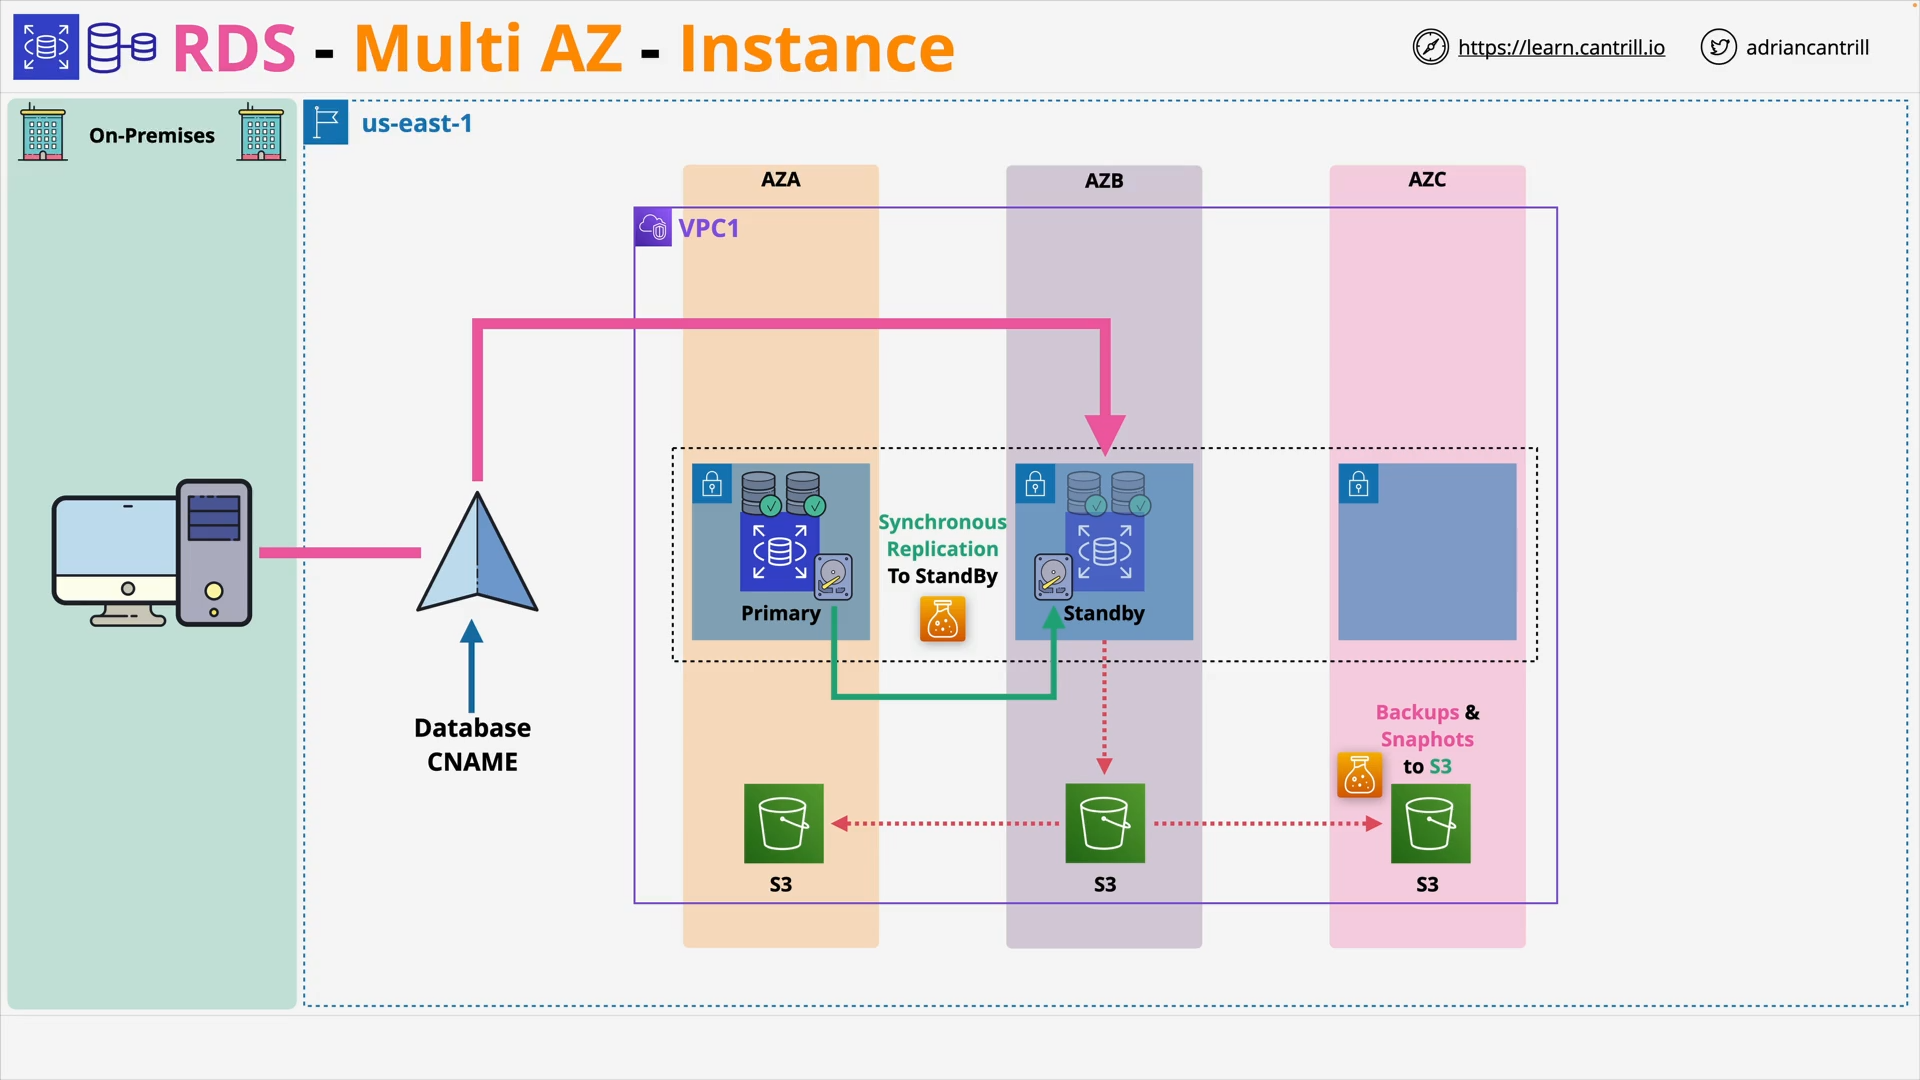 RDS - Multi AZ - Instance
https://learn.cantrill.io
adriancantrill
On-Premises
us-east-1
AZA
AZB
AZC
VPC1
Synchronous
Replication
To StandBy
Primary
Standby
Database
CNAME
Backups &
Snaphots
to S3
S3
S3
S3